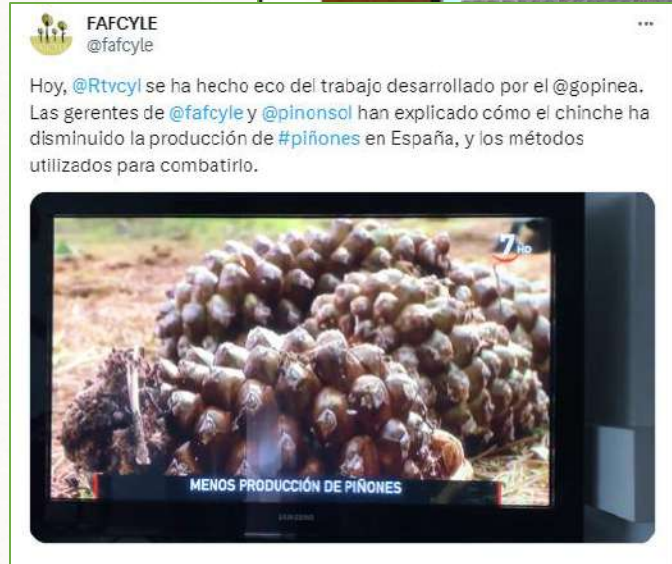 FAFCYLE
@fafcyle
Hoy, @Rtvcyl se ha hecho eco del trabajo desarrollado por el @gopinea.
Las gerentes de @fafcyle y @pinonsol han explicado cómo el chinche ha
disminuido la producción de #piñones en España, y los métodos
utilizados para combatirlo.
7 HD
MENOS PRODUCCIÓN DE PIÑONES
SAMSUNG